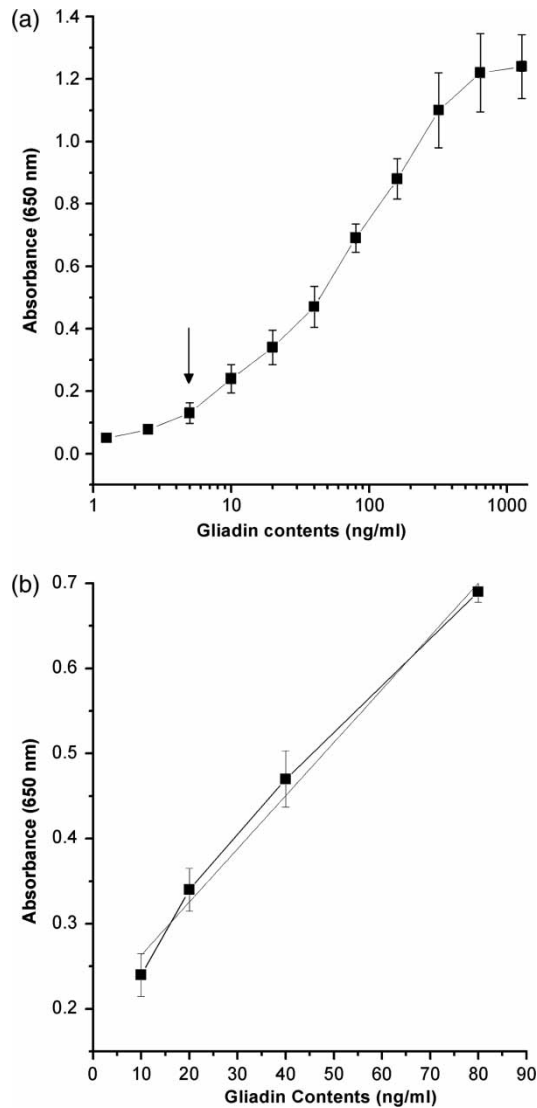 (a)
1.4
1.2
1.0
0.8
0.6
0.4
0.2
0.0
Absorbance (650 nm)
1 10 100 1000
Gliadin contents (ng/ml)
(b)
0.7
0.6
0.5
0.4
0.3
0.2
Absorbance (650 nm)
0 10 20 30 40 50 60 70 80 90
Gliadin Contents (ng/ml)